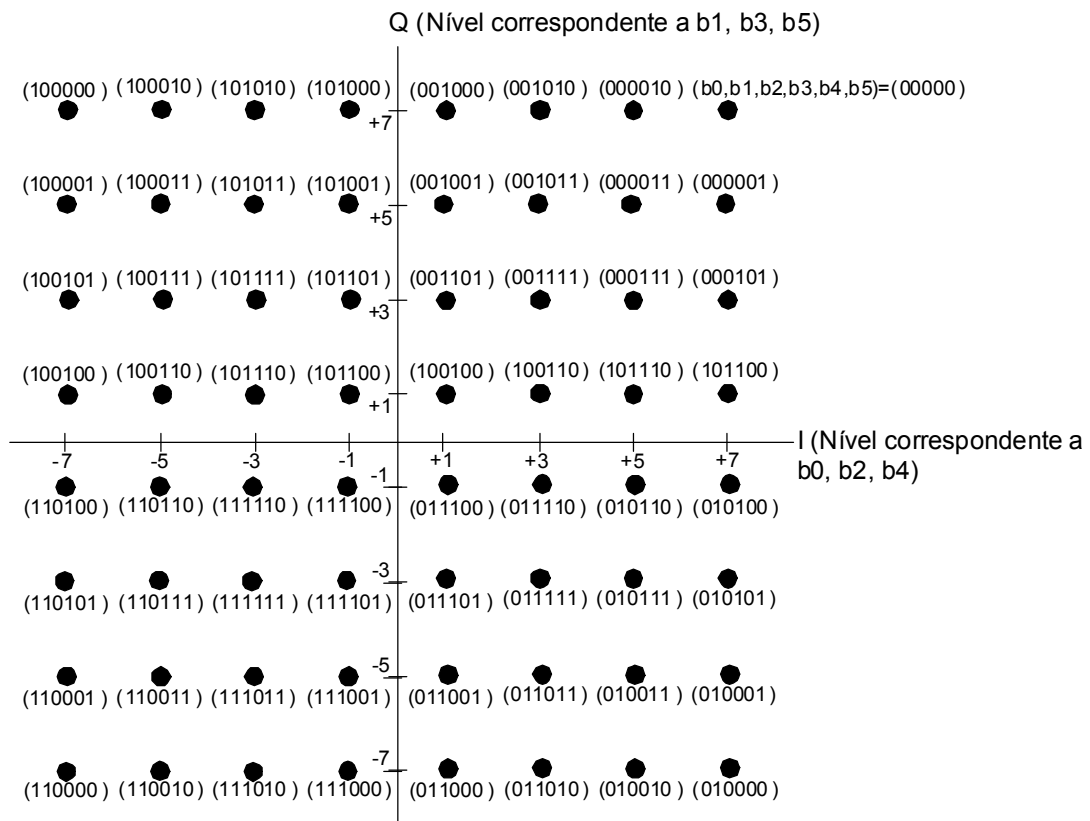 Q (Nível correspondente a b1, b3, b5)
(100000) (100010) (101010) (101000) (001000) (001010) (000010) (b0,b1,b2,b3,b4,b5)=(00000)
+7
(100001) (100011) (101011) (101001) (001001) (001011) (000011) (000001)
+5
(100101) (100111) (101111) (101101) (001101) (001111) (000111) (000101)
+3
(100100) (100110) (101110) (101100) (100100) (100110) (101110) (101100)
+1
I (Nível correspondente a
b0, b2, b4)
-7 -5 -3 -1 +1 +3 +5 +7
-1
(110100) (110110) (111110) (111100) (011100) (011110) (010110) (010100)
-3
(110101) (110111) (111111) (111101) (011101) (011111) (010111) (010101)
-5
(110001) (110011) (111011) (111001) (011001) (011011) (010011) (010001)
-7
(110000) (110010) (111010) (111000) (011000) (011010) (010010) (010000)